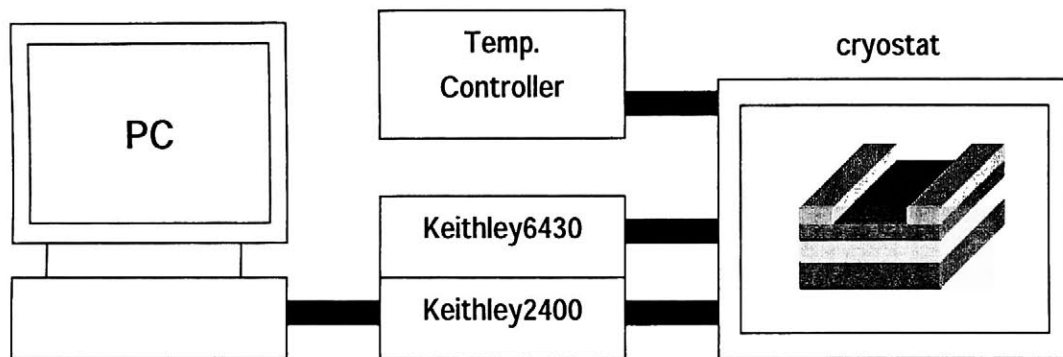 PC
Temp.
Controller
cryostat
Keithley6430
Keithley2400